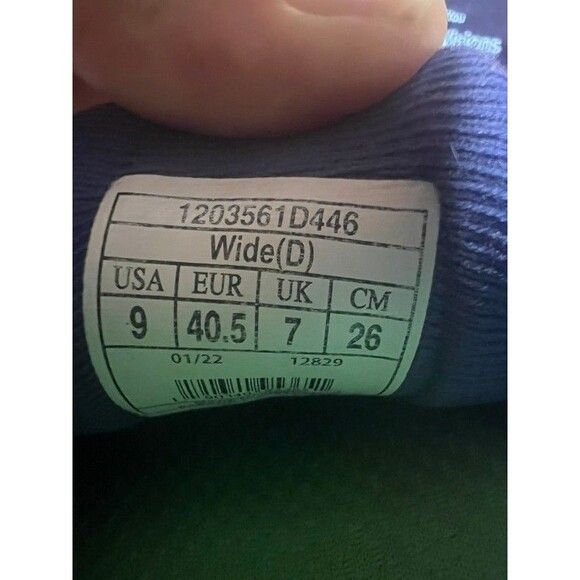 1203561D446
Wide(D)
USA EUR UK CM
9 40.5 7 26
01/22 12829